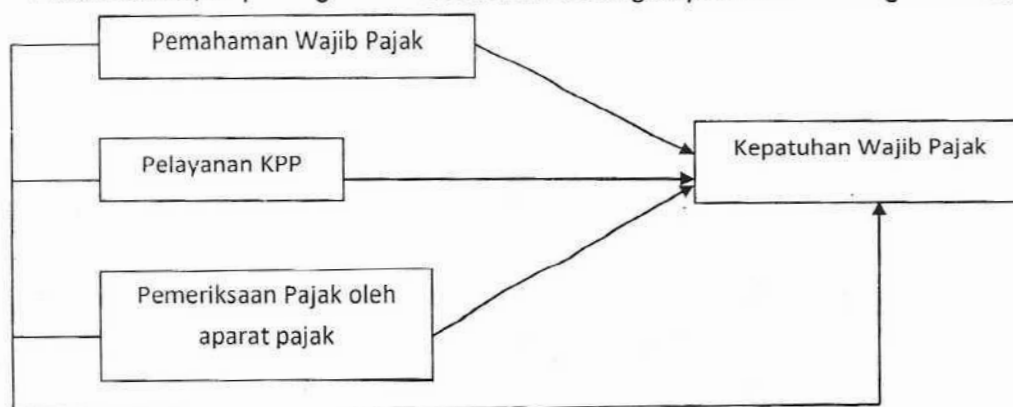 Pemahaman Wajib Pajak
Pelayanan KPP
Kepatuhan Wajib Pajak
Pemeriksaan Pajak oleh
aparat pajak